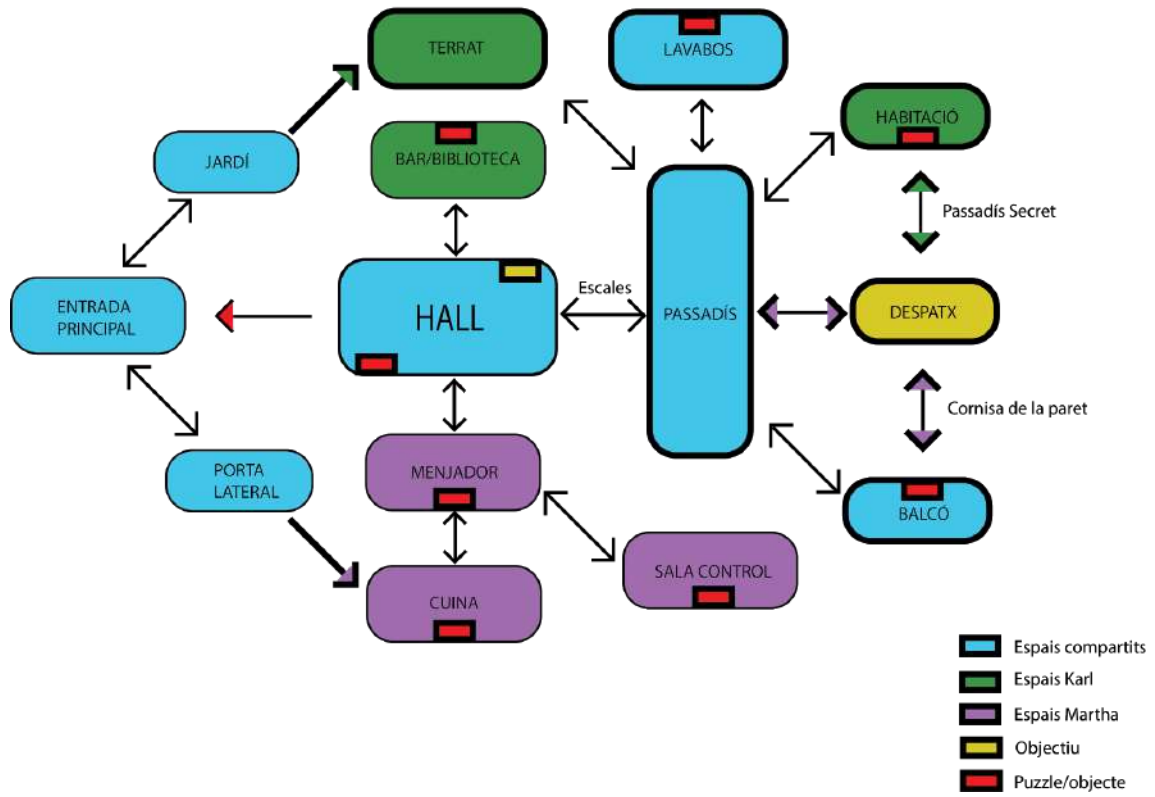 TERRAT
LAVABOS
HABITACIÓ
BAR/BIBLIOTECA
JARDÍ
Passadís Secret
ENTRADA
PRINCIPAL
HALL
Escales
PASSADÍS
DESPATX
Cornisa de la paret
MENJADOR
PORTA
LATERAL
BALCÓ
SALA CONTROL
CUINA
Espais compartits
Espais Karl
Espais Martha
Objectiu
Puzzle/objecte